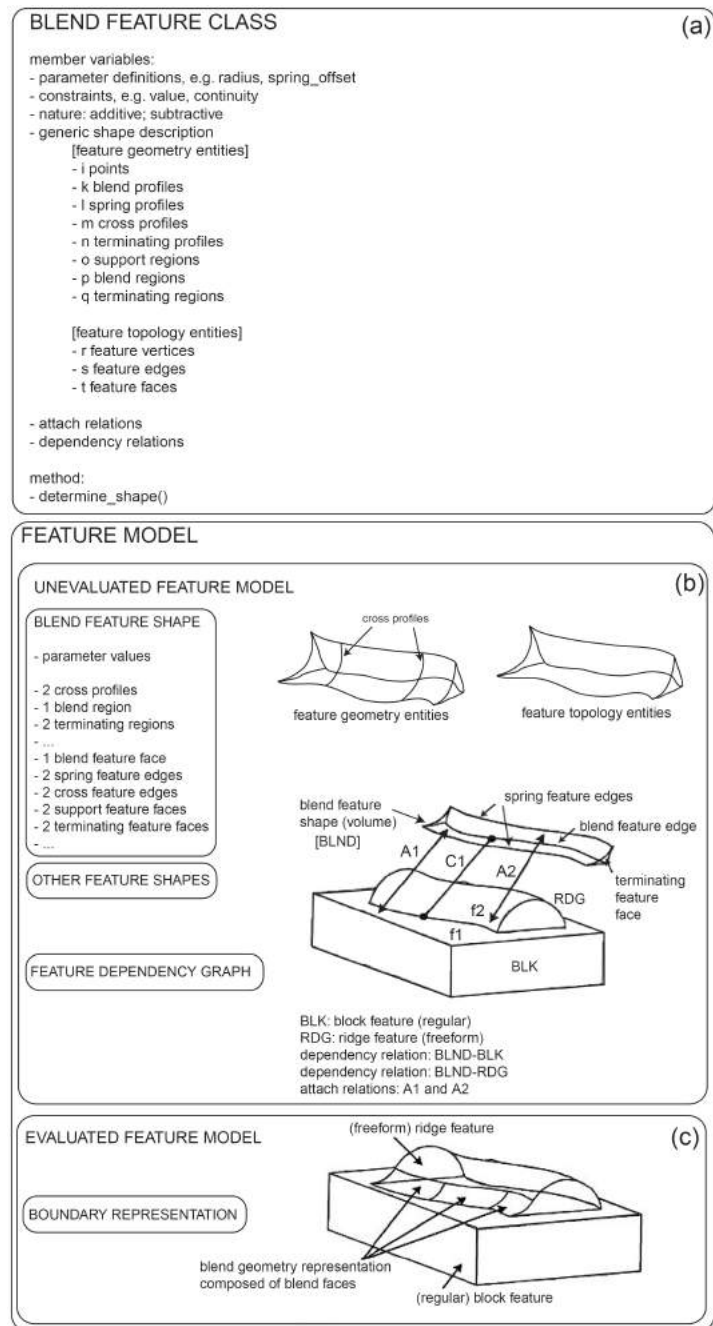 BLEND FEATURE CLASS
(a)
member variables:
- parameter definitions, e.g. radius, spring_offset
- constraints, e.g. value, continuity
- nature: additive; subtractive
- generic shape description
[feature geometry entities]
- i points
- k blend profiles
- l spring profiles
- m cross profiles
- n terminating profiles
- o support regions
- p blend regions
- q terminating regions
[feature topology entities]
- r feature vertices
- s feature edges
- t feature faces
- attach relations
- dependency relations
method:
- determine_shape()
FEATURE MODEL
UNEVALUATED FEATURE MODEL
(b)
BLEND FEATURE SHAPE
- parameter values
- 2 cross profiles
- 1 blend region
- 2 terminating regions
- ...
- 1 blend feature face
- 2 spring feature edges
- 2 cross feature edges
- 2 support feature faces
- 2 terminating feature faces
- ...
OTHER FEATURE SHAPES
FEATURE DEPENDENCY GRAPH
cross profiles
feature geometry entities
feature topology entities
blend feature
shape (volume)
[BLND]
spring feature edges
blend feature edge
A1
C1
A2
terminating
feature
face
RDG
f2
f1
BLK
BLK: block feature (regular)
RDG: ridge feature (freeform)
dependency relation: BLND-BLK
dependency relation: BLND-RDG
attach relations: A1 and A2
EVALUATED FEATURE MODEL
(c)
(freeform) ridge feature
BOUNDARY REPRESENTATION
blend geometry representation
composed of blend faces
(regular) block feature